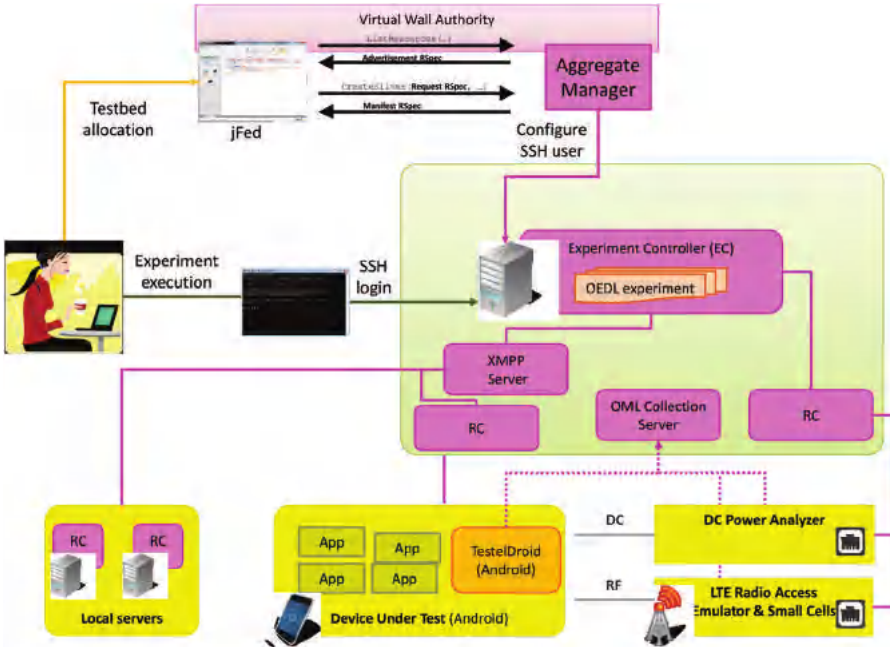 Virtual Wall Authority
ListResources(…)
Advertisement RSpec
Request RSpec, …)
Manifest RSpec
Aggregate
Manager
Testbed
allocation
jFed
Configure
SSH user
Experiment
execution
SSH
login
Experiment Controller (EC)
OEDL experiment
XMPP
Server
RC
OML Collection
Server
RC
RC
RC
Local servers
App
App
App
App
TestelDroid
(Android)
Device Under Test (Android)
DC
RF
DC Power Analyzer
LTE Radio Access
Emulator & Small Cells